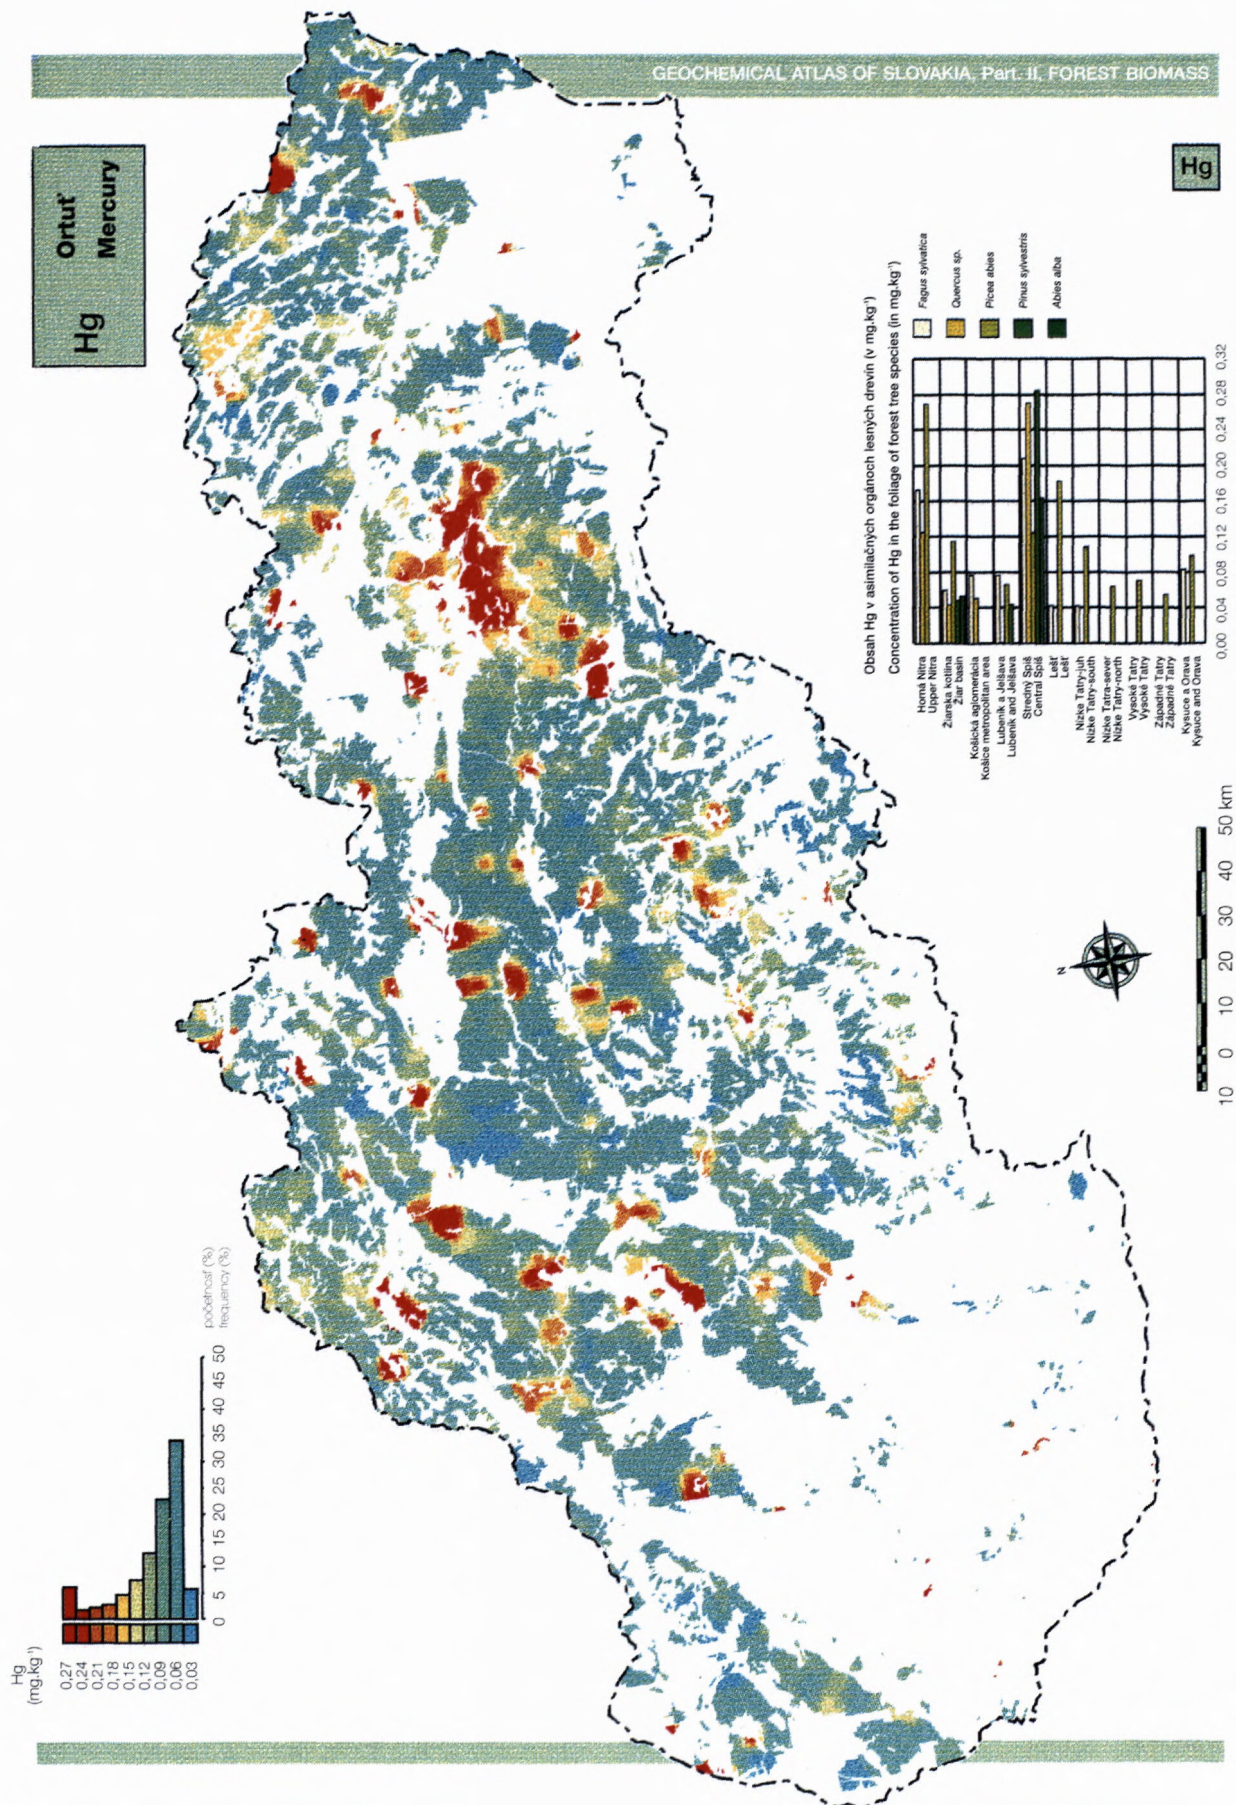 GEOCHEMICAL ATLAS OF SLOVAKIA, Part. II. FOREST BIOMASS
Hg
Ortuť
Mercury
Hg
Hg
(mg.kg⁻¹)
0,27
0,24
0,21
0,18
0,15
0,12
0,09
0,06
0,03
0 5 10 15 20 25 30 35 40 45 50
početnosť (%)
frequency (%)
N
10 0 10 20 30 40 50 km
Obsah Hg v asimilačných orgánoch lesných drevín (v mg.kg⁻¹)
Concentration of Hg in the foliage of forest tree species (in mg.kg⁻¹)
Horná Nitra
Upper Nitra
Žiarska kotlina
Žiar basin
Košická aglomerácia
Košice metropolitan area
Lubeník a Jelšava
Lubeník and Jelšava
Stredný Spiš
Central Spiš
Lešť
Lešť
Nízke Tatry-juh
Nízke Tatry-south
Nízke Tatra-sever
Nízke Tatry-north
Vysoké Tatry
Vysoké Tatry
Západné Tatry
Západné Tatry
Kysuce a Orava
Kysuce and Orava
0,00 0,04 0,08 0,12 0,16 0,20 0,24 0,28 0,32
Fagus sylvatica
Quercus sp.
Picea abies
Pinus sylvestris
Abies alba